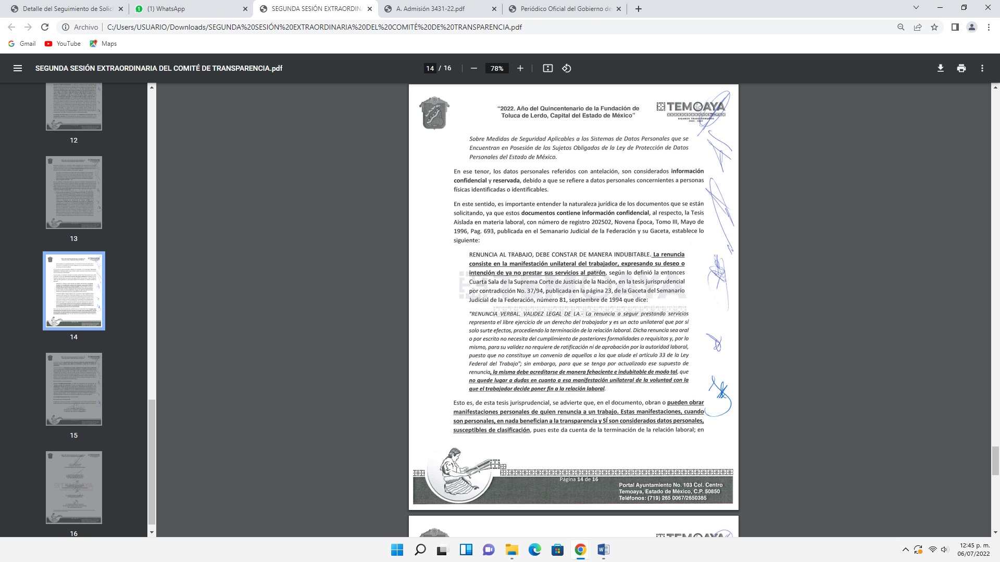 Detalle del Seguimiento de Solici
(1) WhatsApp
SEGUNDA SESIÓN EXTRAORDINA
A. Admisión 3431-22.pdf
Periódico Oficial del Gobierno de
Archivo
C:/Users/USUARIO/Downloads/SEGUNDA%20SESIÓN%20EXTRAORDINARIA%20DEL%20COMITÉ%20DE%20TRANSPARENCIA.pdf
Gmail
YouTube
Maps
SEGUNDA SESIÓN EXTRAORDINARIA DEL COMITÉ DE TRANSPARENCIA.pdf
14 / 16
78%
12
13
14
15
16
“2022. Año del Quincentenario de la Fundación de
Toluca de Lerdo, Capital del Estado de México”
TEMOAYA
SIGAMOS TRANSFORMANDO
2022 - 2024
Sobre Medidas de Seguridad Aplicables a los Sistemas de Datos Personales que se
Encuentran en Posesión de los Sujetos Obligados de la Ley de Protección de Datos
Personales del Estado de México.
En ese tenor, los datos personales referidos con antelación, son considerados información
confidencial y reservada, debido a que se refiere a datos personales concernientes a personas
físicas identificadas o identificables.
En este sentido, es importante entender la naturaleza jurídica de los documentos que se están
solicitando, ya que estos documentos contiene información confidencial, al respecto, la Tesis
Aislada en materia laboral, con número de registro 202502, Novena Época, Tomo III, Mayo de
1996, Pag. 693, publicada en el Semanario Judicial de la Federación y su Gaceta, establece lo
siguiente:
RENUNCIA AL TRABAJO, DEBE CONSTAR DE MANERA INDUBITABLE. La renuncia
consiste en la manifestación unilateral del trabajador, expresando su deseo o
intención de ya no prestar sus servicios al patrón, según lo definió la entonces
Cuarta Sala de la Suprema Corte de Justicia de la Nación, en la tesis jurisprudencial
por contradicción No. 37/94, publicada en la página 23, de la Gaceta del Semanario
Judicial de la Federación, número 81, septiembre de 1994 que dice:
TEMOAYA
"RENUNCIA VERBAL. VALIDEZ LEGAL DE LA.- La renuncia a seguir prestando servicios
representa el libre ejercicio de un derecho del trabajador y es un acto unilateral que por sí
solo surte efectos, procediendo la terminación de la relación laboral. Dicha renuncia sea oral
o por escrito no necesita del cumplimiento de posteriores formalidades o requisitos y, por lo
mismo, para su validez no requiere de ratificación ni de aprobación por la autoridad laboral,
puesto que no constituye un convenio de aquellos a los que alude el artículo 33 de la Ley
Federal del Trabajo"; sin embargo, para que se tenga por actualizado ese supuesto de
renuncia, la misma debe acreditarse de manera fehaciente e indubitable de modo tal, que
no quede lugar a dudas en cuanto a esa manifestación unilateral de la voluntad con la
que el trabajador decide poner fin a la relación laboral.
Esto es, de esta tesis jurisprudencial, se advierte que, en el documento, obran o pueden obrar
manifestaciones personales de quien renuncia a un trabajo. Estas manifestaciones, cuando
son personales, en nada benefician a la transparencia y SÍ son considerados datos personales,
susceptibles de clasificación, pues este da cuenta de la terminación de la relación laboral; en
Página 14 de 16
Portal Ayuntamiento No. 103 Col. Centro
Temoaya, Estado de México, C.P. 50850
Teléfonos: (719) 265 0067/2650385
TEMOAYA
12:45 p. m.
06/07/2022